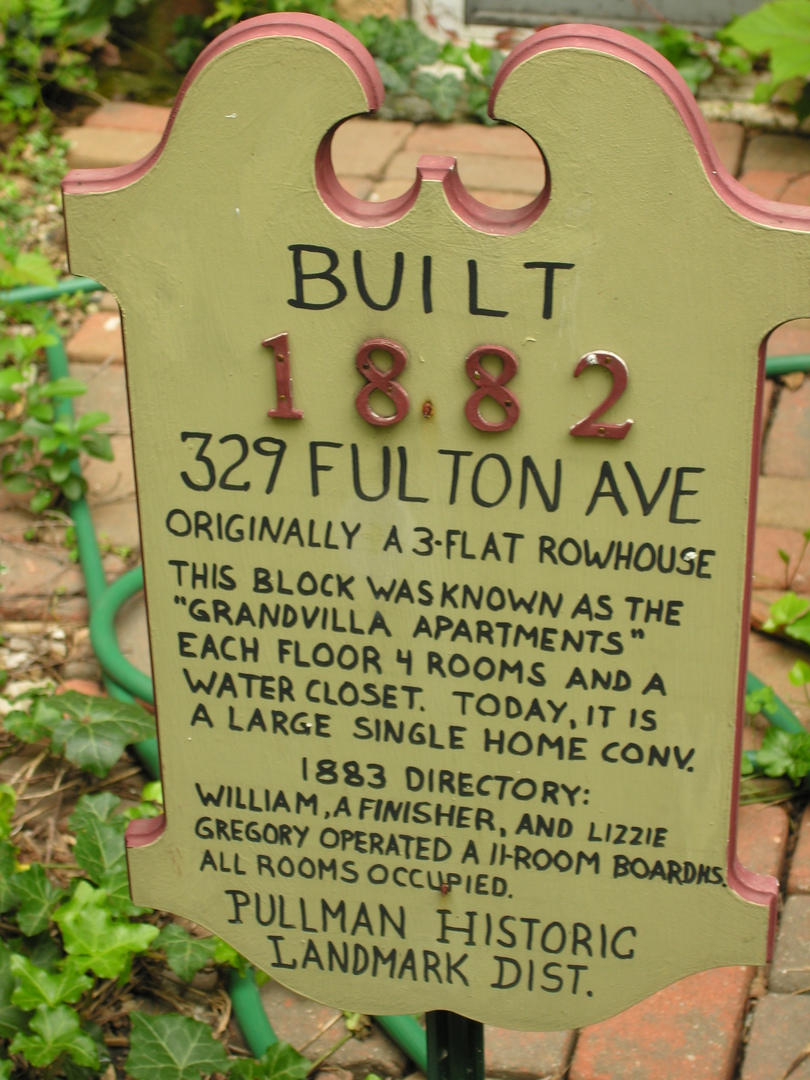 BUILT
1882
329 FULTON AVE
ORIGINALLY A 3-FLAT ROWHOUSE
THIS BLOCK WAS KNOWN AS THE
"GRANDVILLA APARTMENTS"
EACH FLOOR 4 ROOMS AND A
WATER CLOSET. TODAY, IT IS
A LARGE SINGLE HOME CONV.
1883 DIRECTORY:
WILLIAM, A FINISHER, AND LIZZIE
GREGORY OPERATED A 11-ROOM BOARDHS.
ALL ROOMS OCCUPIED.
PULLMAN HISTORIC
LANDMARK DIST.